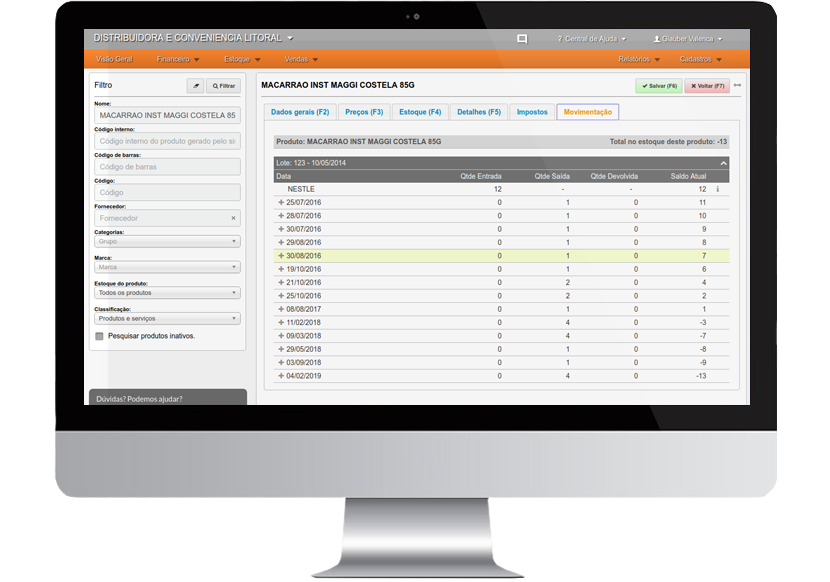 DISTRIBUIDORA E CONVENIENCIA LITORAL
? Central de Ajuda
Glauber Valenca
Visão Geral Financeiro Estoque Vendas Relatórios Cadastros
Filtro
Filtrar
Nome:
MACARRAO INST MAGGI COSTELA 85
Código interno:
Código interno do produto gerado pelo si
Código de barras:
Código de barras
Código:
Código
Fornecedor:
Fornecedor ×
Categorias:
Grupo
Marca:
Marca
Estoque do produto:
Todos os produtos
Classificação:
Produtos e serviços
Pesquisar produtos inativos.
Dúvidas? Podemos ajudar?
MACARRAO INST MAGGI COSTELA 85G
Salvar (F6) Voltar (F7)
Dados gerais (F2) Preços (F3) Estoque (F4) Detalhes (F5) Impostos Movimentação
Produto: MACARRAO INST MAGGI COSTELA 85G Total no estoque deste produto: -13
Lote: 123 - 10/05/2014
Data Qtde Entrada Qtde Saída Qtde Devolvida Saldo Atual
NESTLE 12 - - 12 i
+ 25/07/2016 0 1 0 11
+ 28/07/2016 0 1 0 10
+ 30/07/2016 0 1 0 9
+ 29/08/2016 0 1 0 8
+ 30/08/2016 0 1 0 7
+ 19/10/2016 0 1 0 6
+ 21/10/2016 0 2 0 4
+ 25/10/2016 0 2 0 2
+ 08/08/2017 0 1 0 1
+ 11/02/2018 0 4 0 -3
+ 09/03/2018 0 4 0 -7
+ 29/05/2018 0 1 0 -8
+ 03/09/2018 0 1 0 -9
+ 04/02/2019 0 4 0 -13